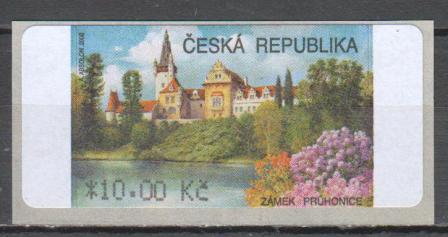 ČESKÁ REPUBLIKA
*10.00 Kč
ZÁMEK PRŮHONICE